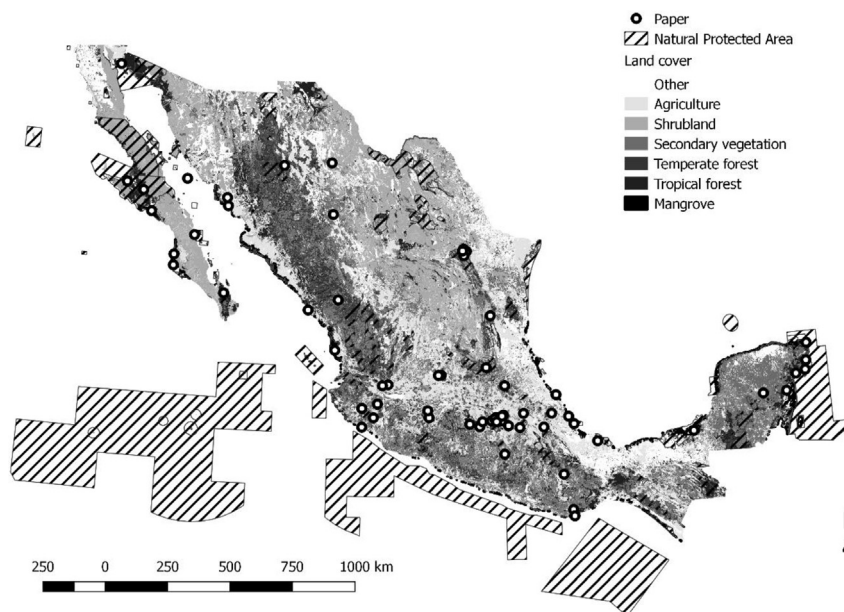 Paper
Natural Protected Area
Land cover
Other
Agriculture
Shrubland
Secondary vegetation
Temperate forest
Tropical forest
Mangrove
250 0 250 500 750 1000 km